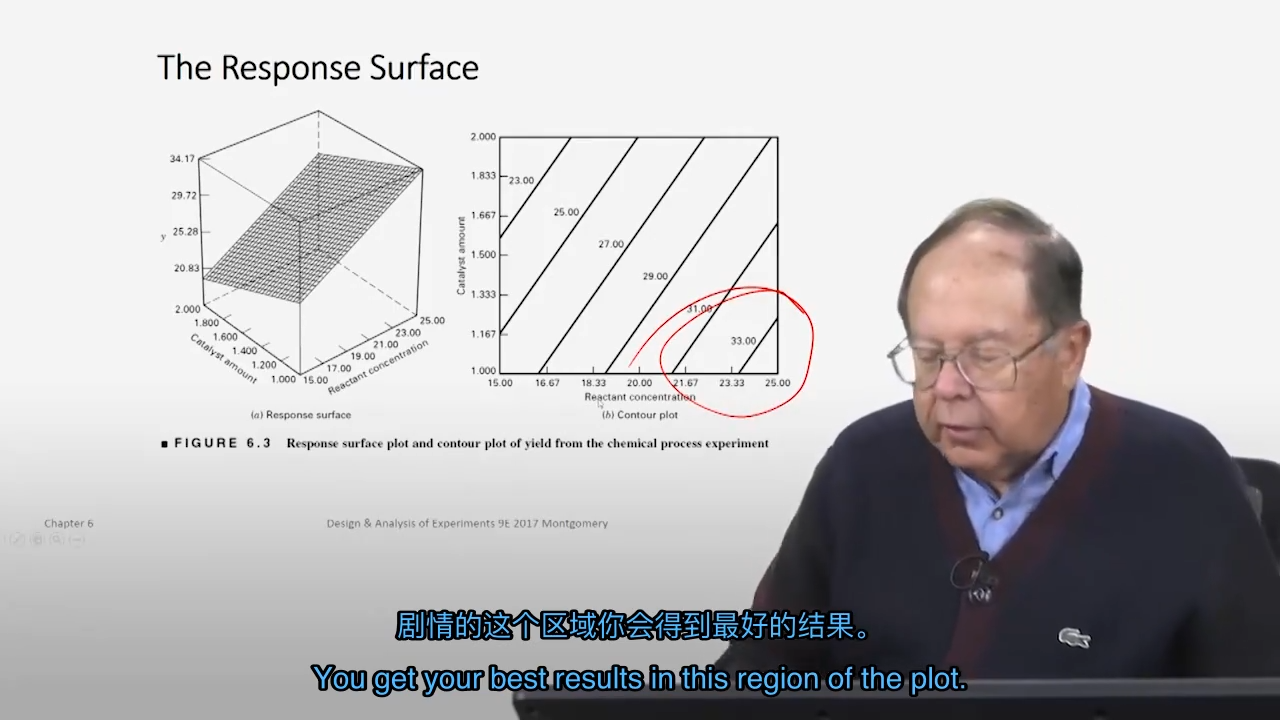 The Response Surface
34.17
29.72
25.28
y
20.83
2.000
1.800
1.600
1.400
1.200
1.000
Catalyst amount
15.00
17.00
19.00
21.00
23.00
25.00
Reactant concentration
(a) Response surface
2.000
1.833
1.667
1.500
1.333
1.167
1.000
Catalyst amount
23.00
25.00
27.00
29.00
31.00
33.00
15.00 16.67 18.33 20.00 21.67 23.33 25.00
Reactant concentration
(b) Contour plot
■ FIGURE 6.3 Response surface plot and contour plot of yield from the chemical process experiment
Chapter 6
Design & Analysis of Experiments 9E 2017 Montgomery
剧情的这个区域你会得到最好的结果。
You get your best results in this region of the plot.